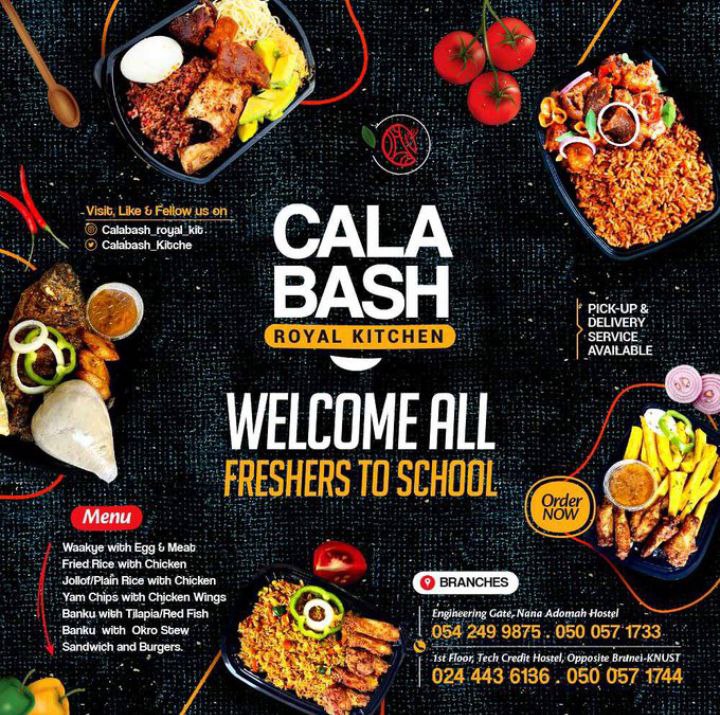 Visit, Like & Fellow us on
Calabash_royal_kit
Calabash_Kitche
CALA
BASH
ROYAL KITCHEN
PICK-UP &
DELIVERY
SERVICE
AVAILABLE
WELCOME ALL
FRESHERS TO SCHOOL
Order
NOW
Menu
Waakye with Egg & Meat
Fried Rice with Chicken
Jollof/Plain Rice with Chicken
Yam Chips with Chicken Wings
Banku with Tilapia/Red Fish
Banku with Okro Stew
Sandwich and Burgers.
BRANCHES
Engineering Gate, Nana Adomah Hostel
054 249 9875 . 050 057 1733
1st Floor, Tech Credit Hostel, Opposite Brunei-KNUST
024 443 6136 . 050 057 1744